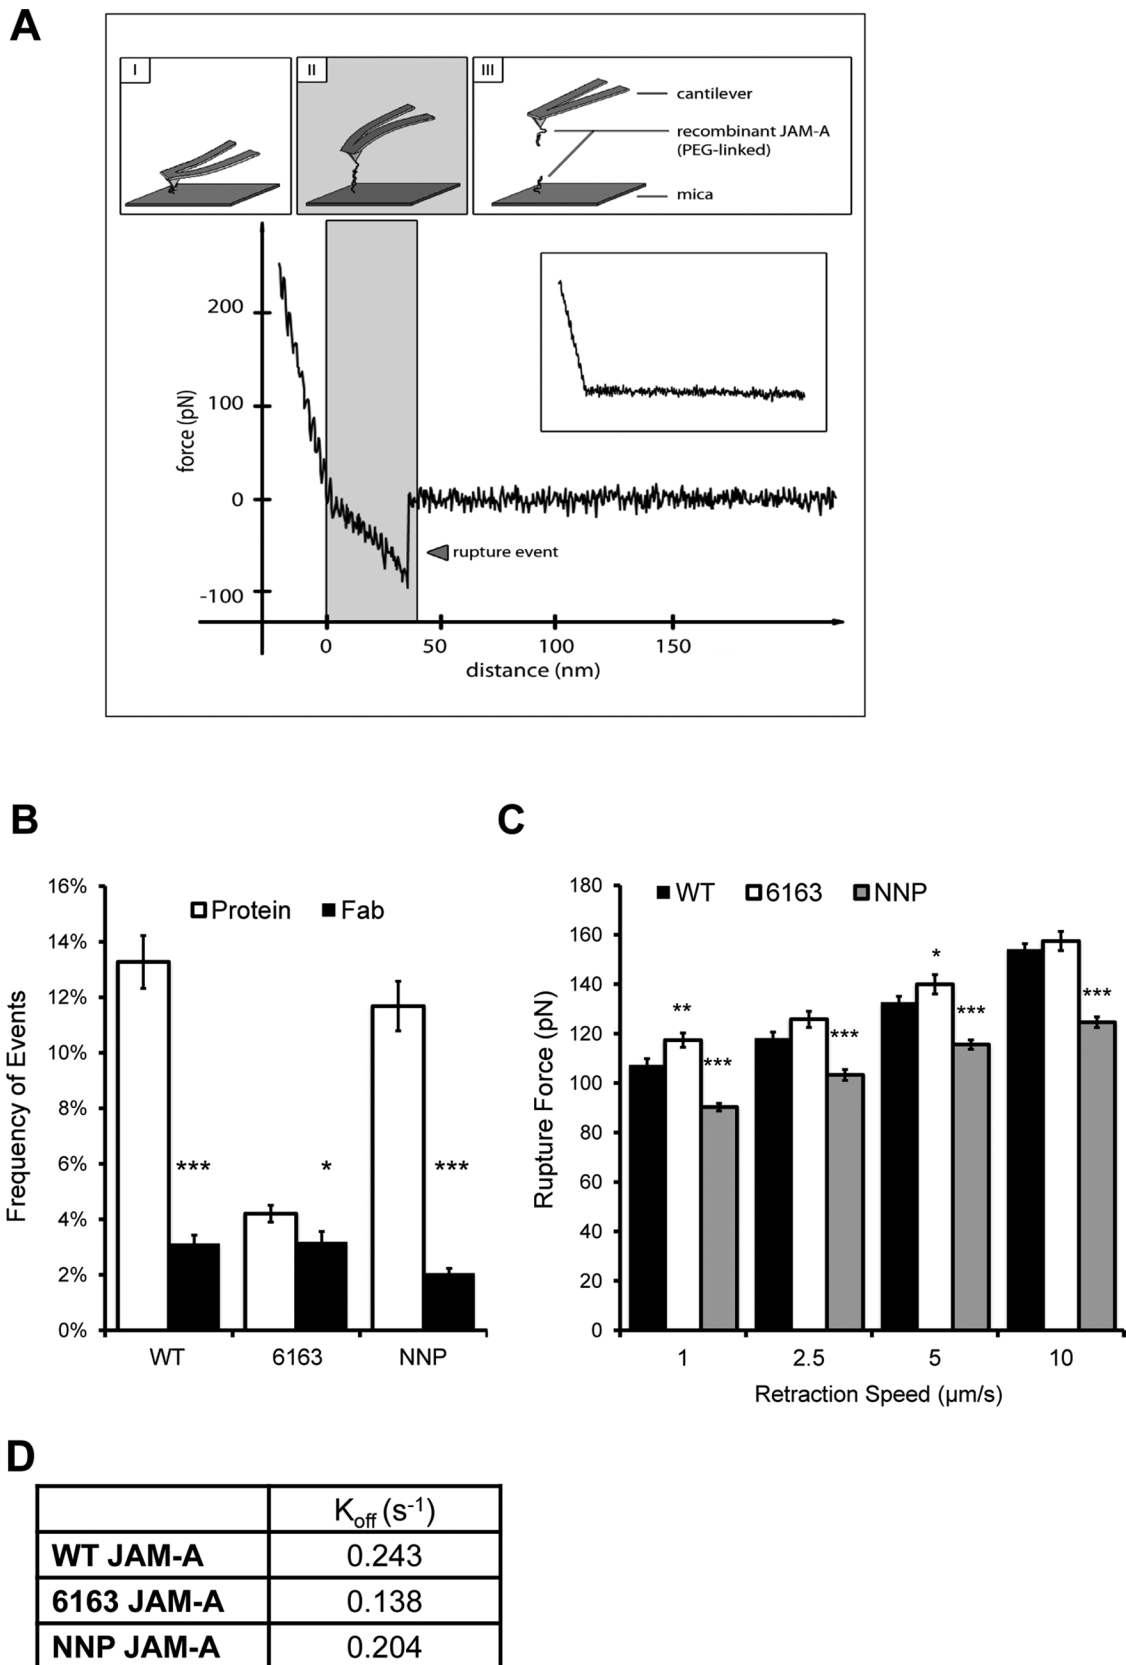 A
I
II
III
cantilever
recombinant JAM-A
(PEG-linked)
mica
200
100
0
-100
force (pN)
rupture event
0
50
100
150
distance (nm)
B
16%
14%
12%
10%
8%
6%
4%
2%
0%
Frequency of Events
Protein
Fab
***
*
***
WT
6163
NNP
C
180
160
140
120
100
80
60
40
20
0
Rupture Force (pN)
WT
6163
NNP
**
***
***
*
***
***
1
2.5
5
10
Retraction Speed (µm/s)
D
Koff (s-1)
WT JAM-A 0.243
6163 JAM-A 0.138
NNP JAM-A 0.204